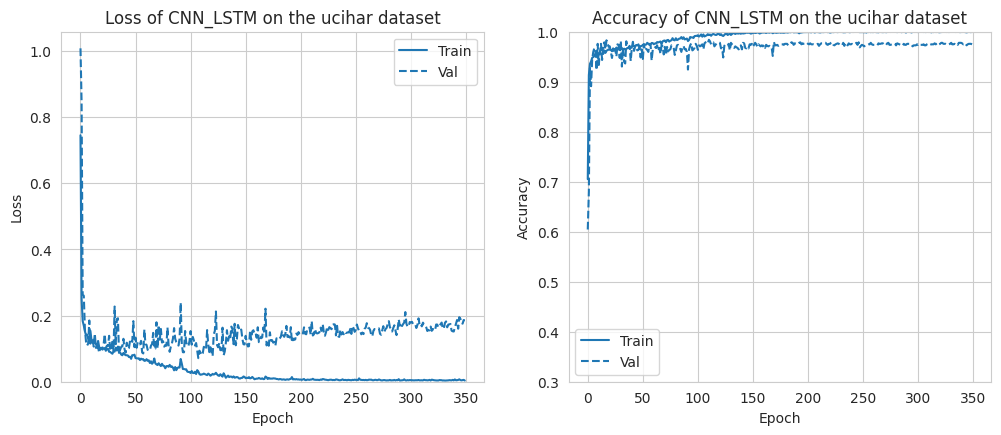 Loss of CNN_LSTM on the ucihar dataset
Train
Val
1.0
0.8
0.6
0.4
0.2
0.0
Loss
0 50 100 150 200 250 300 350
Epoch
Accuracy of CNN_LSTM on the ucihar dataset
1.0
0.9
0.8
0.7
0.6
0.5
0.4
0.3
Accuracy
Train
Val
0 50 100 150 200 250 300 350
Epoch